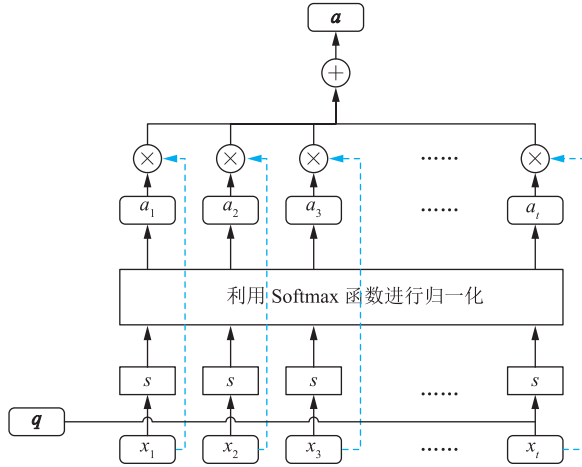 a
+
× × × ⋯⋯ ×
a₁ a₂ a₃ ⋯⋯ aₜ
利用 Softmax 函数进行归一化
s s s ⋯⋯ s
q
x₁ x₂ x₃ ⋯⋯ xₜ